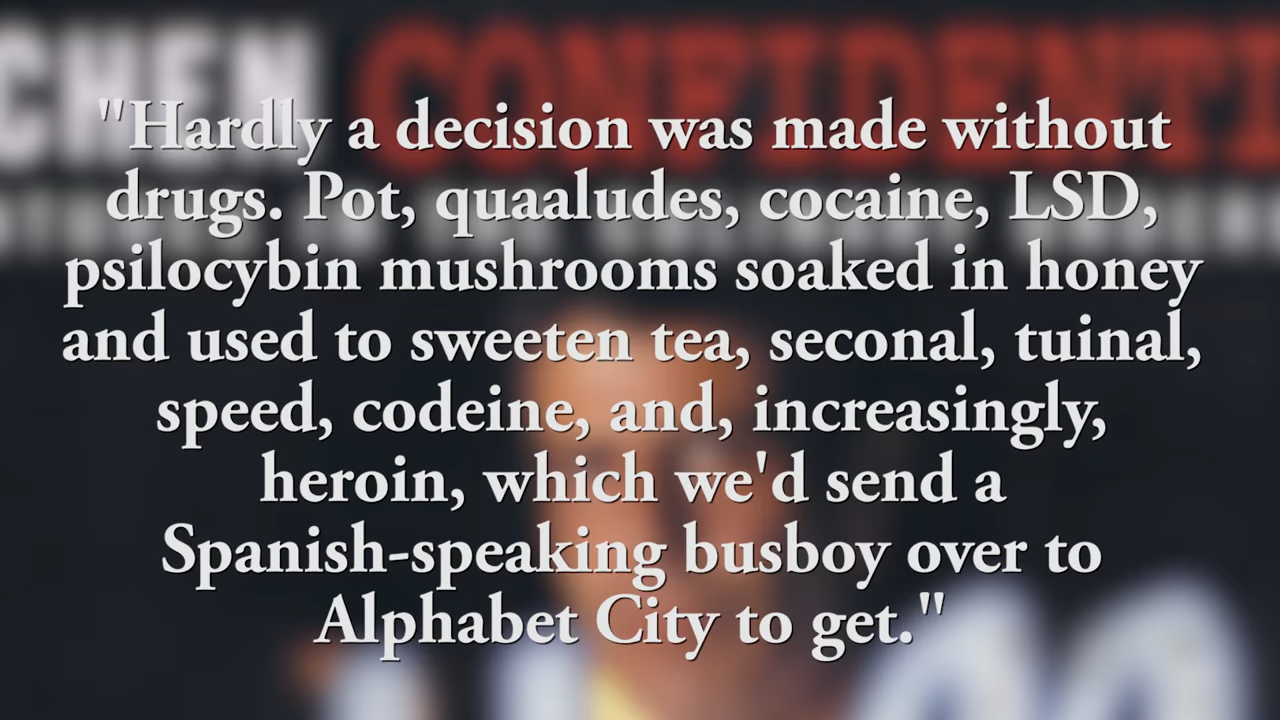 CHEN CONFIDENTI
"Hardly a decision was made without
drugs. Pot, quaaludes, cocaine, LSD,
psilocybin mushrooms soaked in honey
and used to sweeten tea, seconal, tuinal,
speed, codeine, and, increasingly,
heroin, which we'd send a
Spanish-speaking busboy over to
Alphabet City to get."